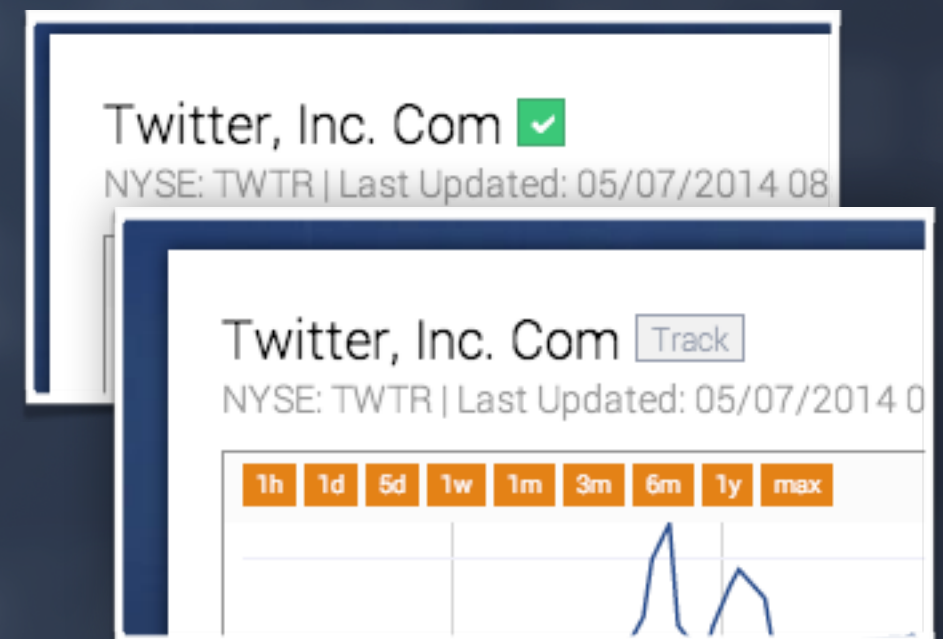 Twitter, Inc. Com
NYSE: TWTR | Last Updated: 05/07/2014 08
Twitter, Inc. Com Track
NYSE: TWTR | Last Updated: 05/07/2014 0
1h 1d 5d 1w 1m 3m 6m 1y max